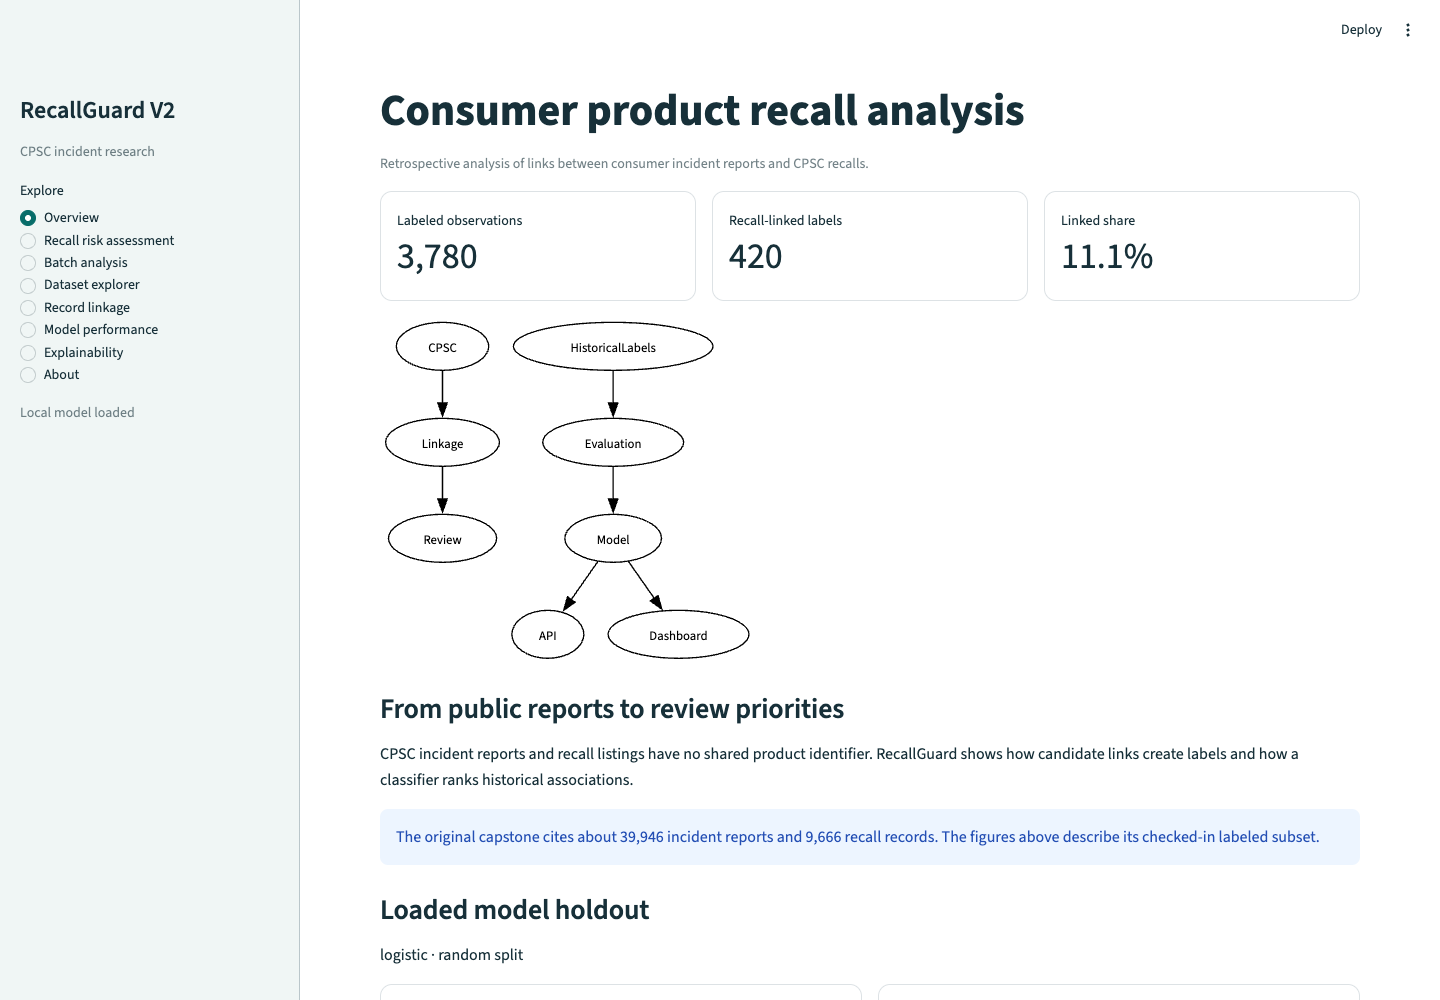 Deploy
RecallGuard V2
CPSC incident research
Explore
Overview
Recall risk assessment
Batch analysis
Dataset explorer
Record linkage
Model performance
Explainability
About
Local model loaded
Consumer product recall analysis
Retrospective analysis of links between consumer incident reports and CPSC recalls.
Labeled observations
3,780
Recall-linked labels
420
Linked share
11.1%
CPSC
HistoricalLabels
Linkage
Evaluation
Review
Model
API
Dashboard
From public reports to review priorities
CPSC incident reports and recall listings have no shared product identifier. RecallGuard shows how candidate links create labels and how a
classifier ranks historical associations.
The original capstone cites about 39,946 incident reports and 9,666 recall records. The figures above describe its checked-in labeled subset.
Loaded model holdout
logistic · random split